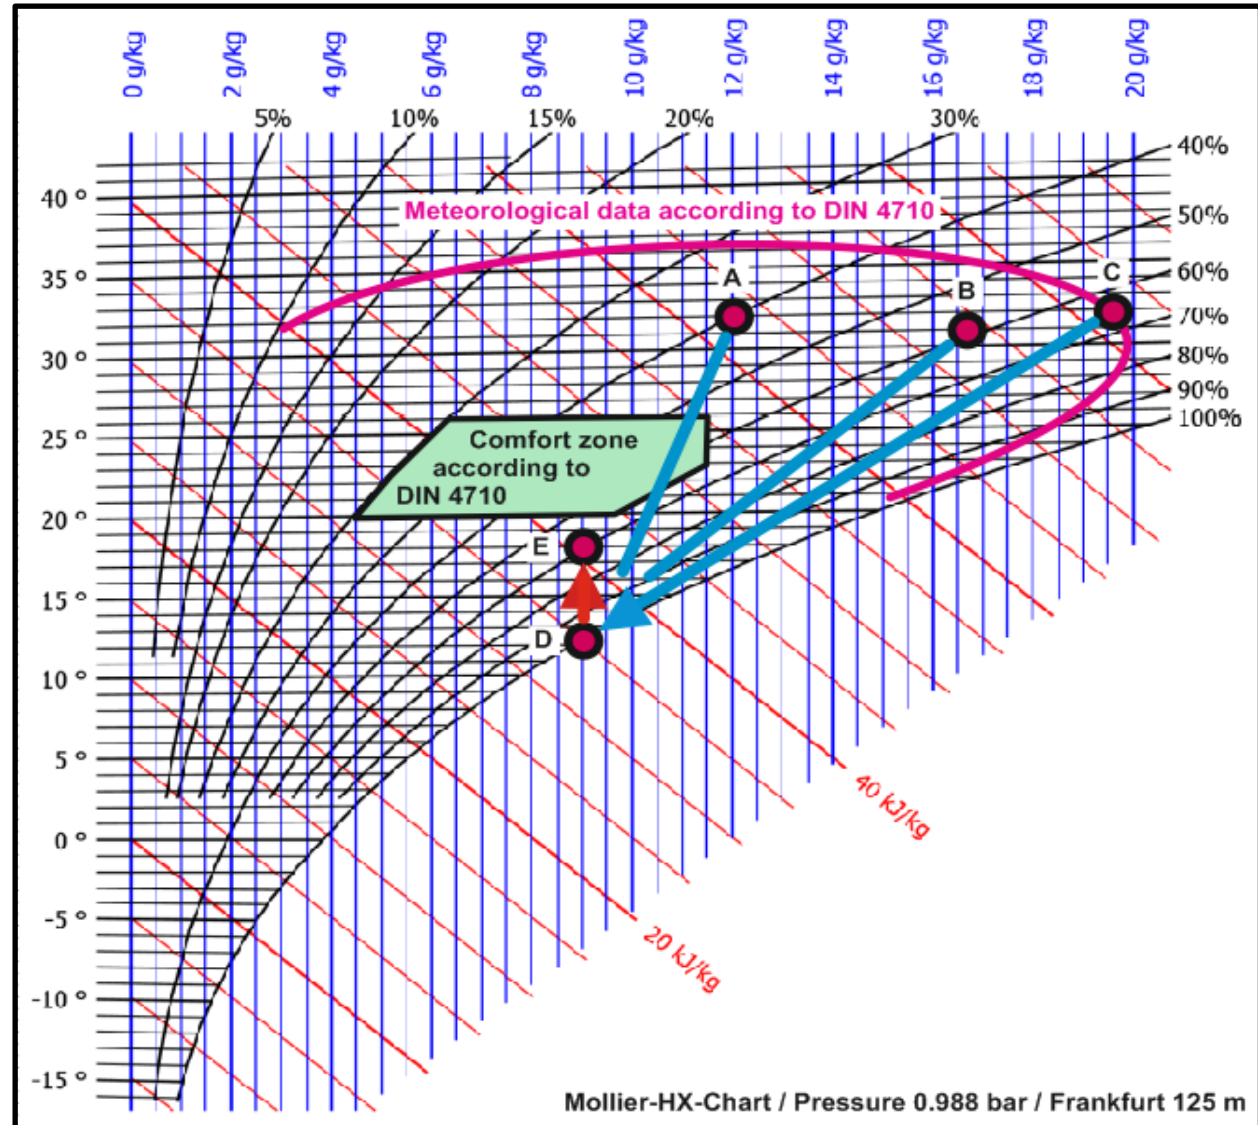 0 g/kg 2 g/kg 4 g/kg 6 g/kg 8 g/kg 10 g/kg 12 g/kg 14 g/kg 16 g/kg 18 g/kg 20 g/kg
5% 10% 15% 20% 30%
40%
40 °
Meteorological data according to DIN 4710
50%
60%
35 °
A
B
C
70%
30 °
80%
90%
100%
25 °
Comfort zone
according to
DIN 4710
20 °
E
15 °
D
10 °
5 °
40 kJ/kg
0 °
-5 °
20 kJ/kg
-10 °
-15 °
Mollier-HX-Chart / Pressure 0.988 bar / Frankfurt 125 m